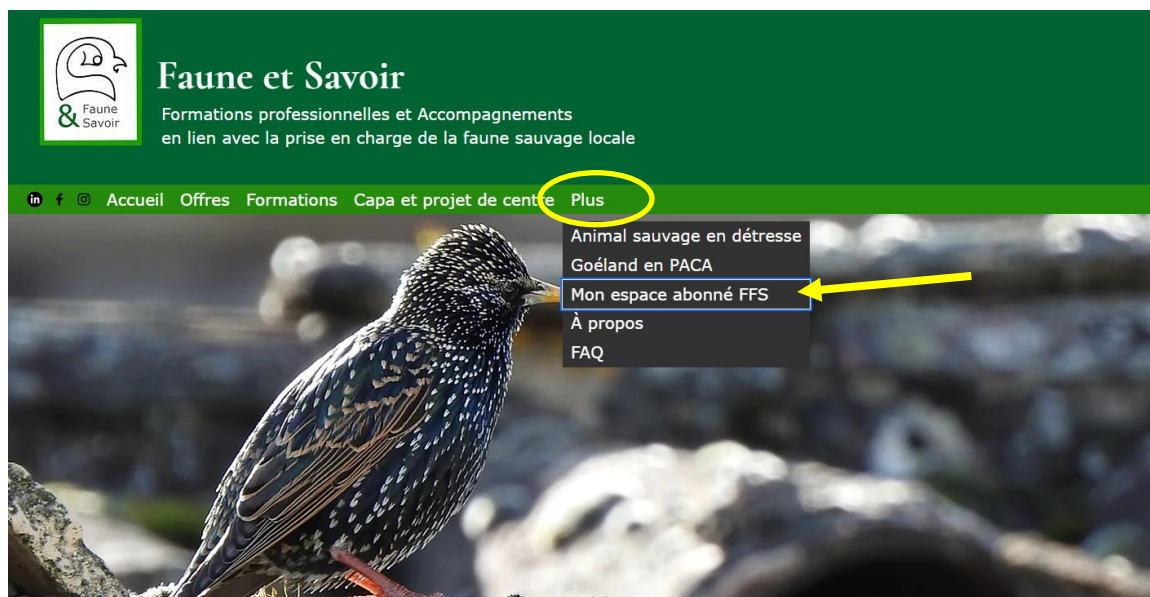 & Faune
Savoir
Faune et Savoir
Formations professionnelles et Accompagnements
en lien avec la prise en charge de la faune sauvage locale
in f Accueil Offres Formations Capa et projet de centre Plus
Animal sauvage en détresse
Goéland en PACA
Mon espace abonné FFS
À propos
FAQ